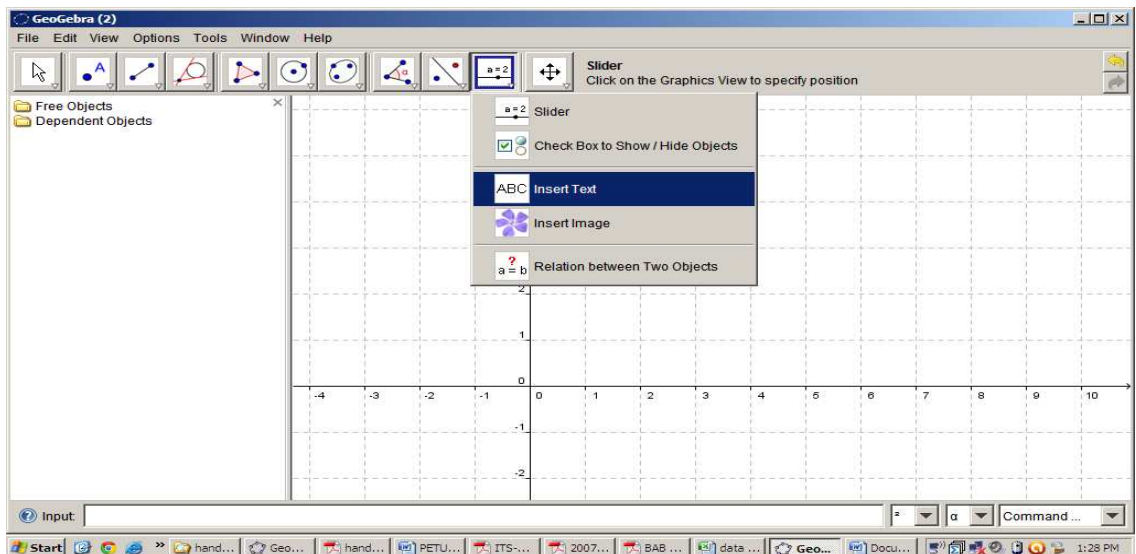 GeoGebra (2)
File Edit View Options Tools Window Help
A
α
a = 2
Slider
Click on the Graphics View to specify position
Free Objects
Dependent Objects
a = 2 Slider
Check Box to Show / Hide Objects
ABC Insert Text
Insert Image
?
a = b Relation between Two Objects
2
1
0
-4 -3 -2 -1 0 1 2 3 4 5 6 7 8 9 10
-1
-2
Input: ² α Command ...
Start » hand... Geo... hand... PETU... ITS-... 2007... BAB ... data ... Geo... Docu... 1:28 PM